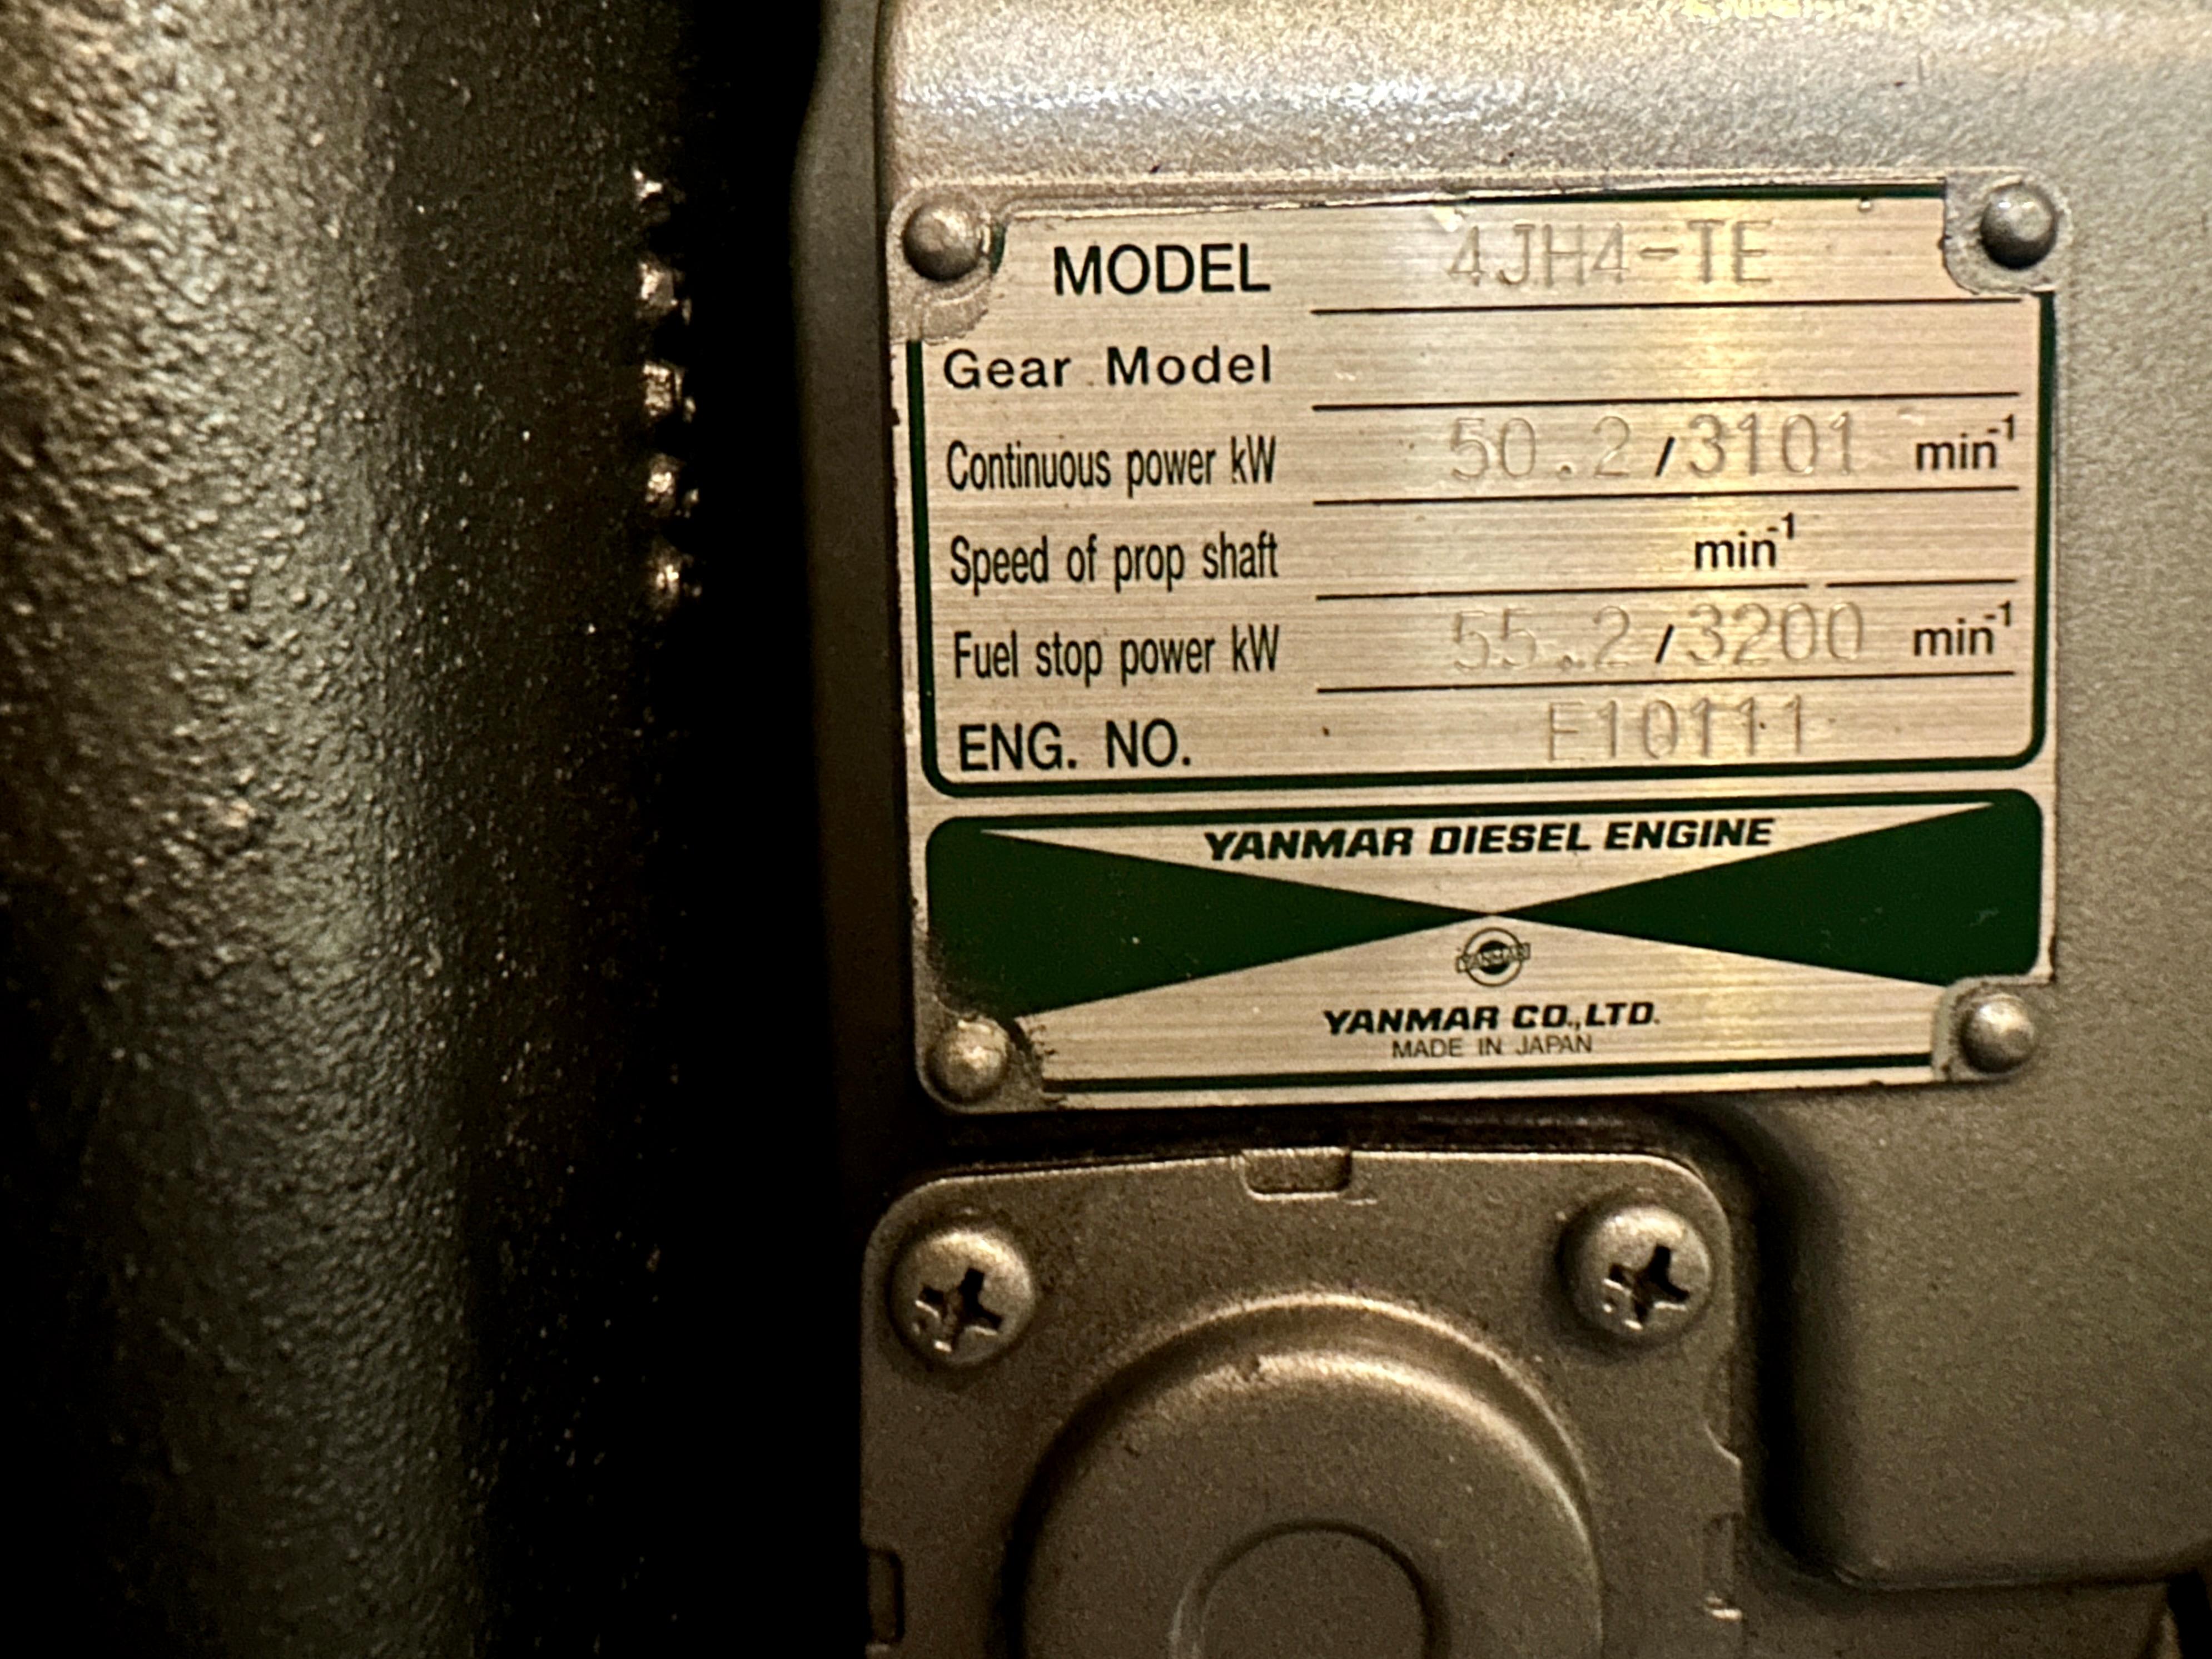 MODEL 4JH4-TE
Gear Model
Continuous power kW 50.2/3101 min-1
Speed of prop shaft min-1
Fuel stop power kW 55.2/3200 min-1
ENG. NO. E10111
YANMAR DIESEL ENGINE
YANMAR
YANMAR CO.,LTD.
MADE IN JAPAN